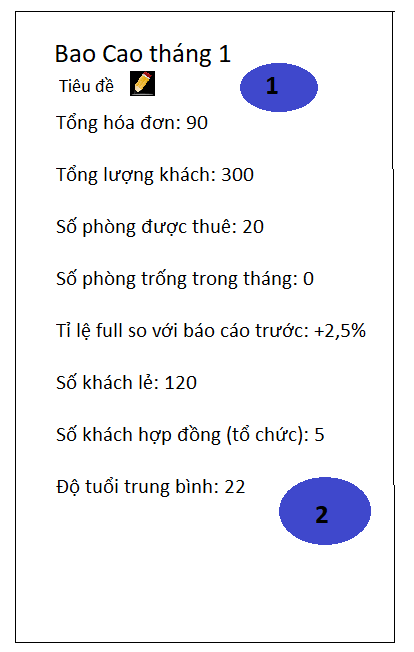 Bao Cao tháng 1
Tiêu đề
1
Tổng hóa đơn: 90
Tổng lượng khách: 300
Số phòng được thuê: 20
Số phòng trống trong tháng: 0
Tỉ lệ full so với báo cáo trước: +2,5%
Số khách lẻ: 120
Số khách hợp đồng (tổ chức): 5
Độ tuổi trung bình: 22
2